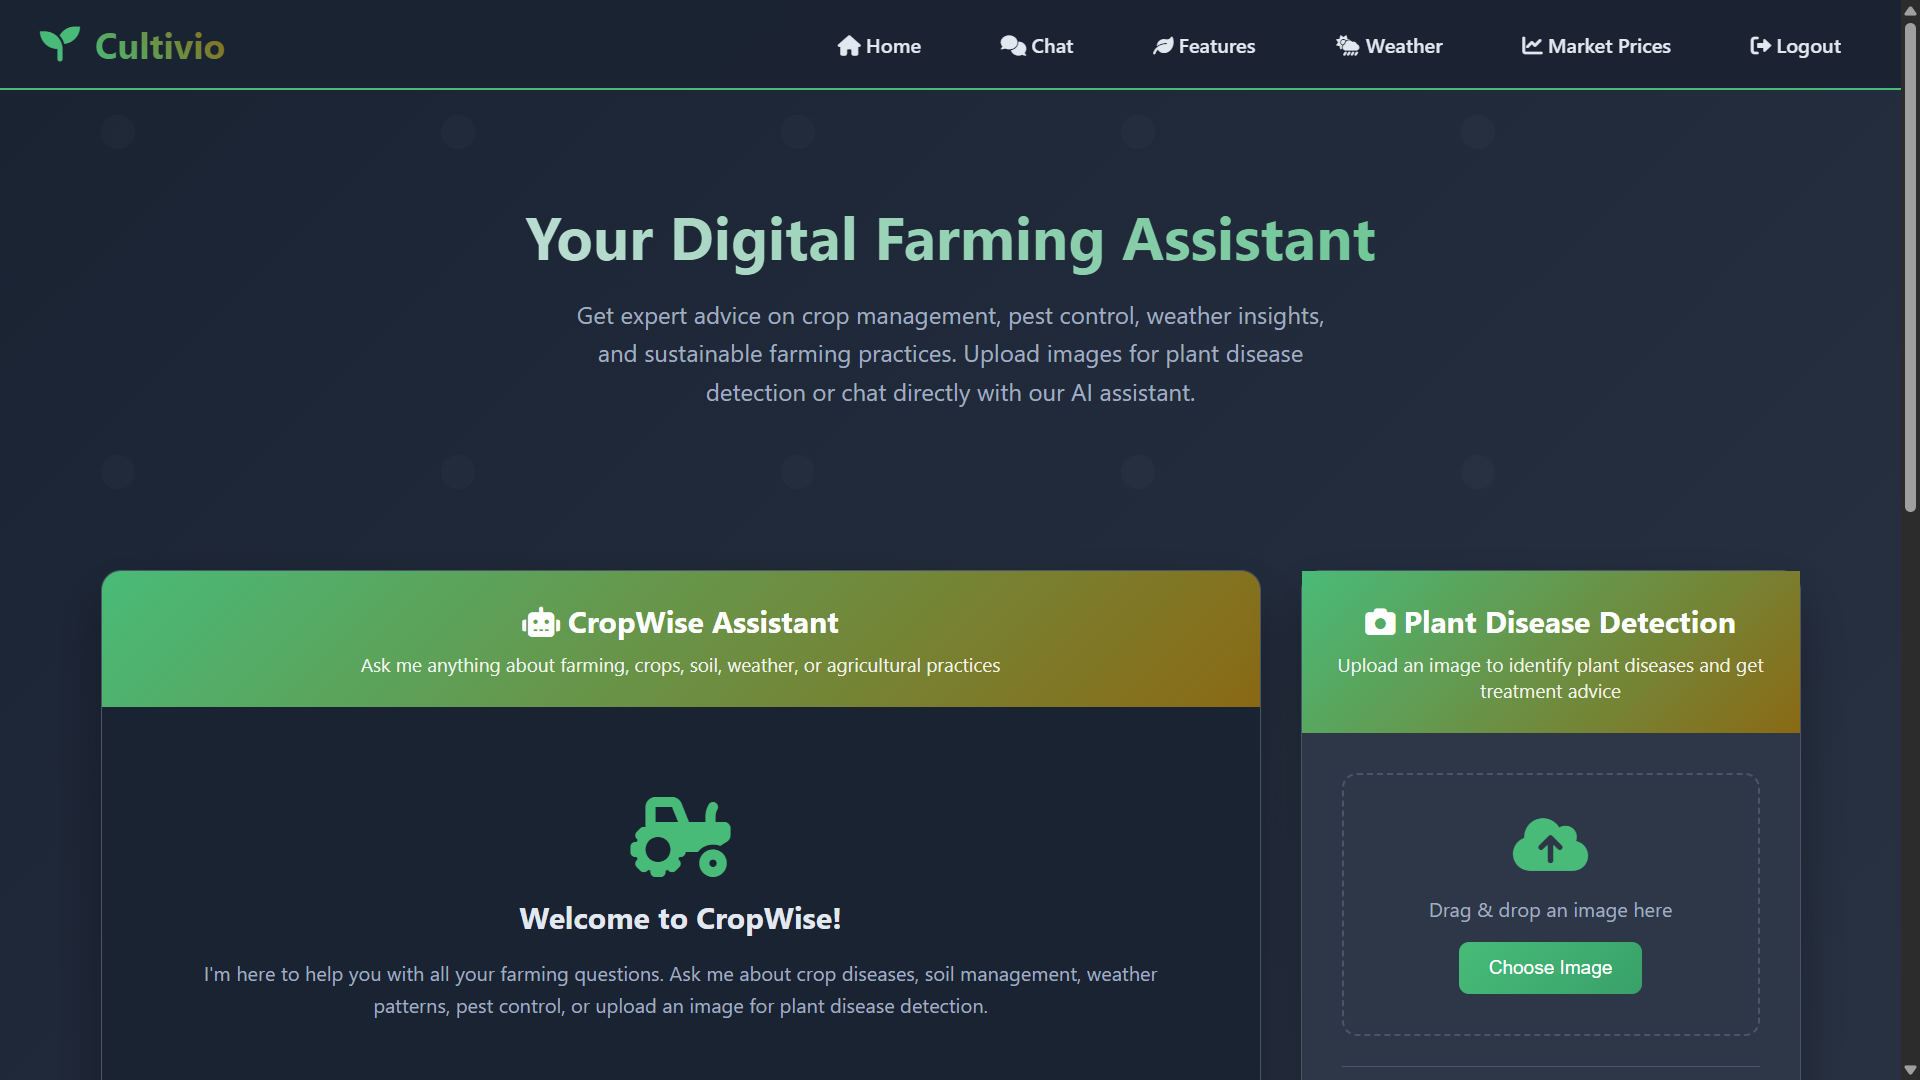 Cultivio
Home
Chat
Features
Weather
Market Prices
Logout
Your Digital Farming Assistant
Get expert advice on crop management, pest control, weather insights,
and sustainable farming practices. Upload images for plant disease
detection or chat directly with our AI assistant.
CropWise Assistant
Ask me anything about farming, crops, soil, weather, or agricultural practices
Welcome to CropWise!
I'm here to help you with all your farming questions. Ask me about crop diseases, soil management, weather
patterns, pest control, or upload an image for plant disease detection.
Plant Disease Detection
Upload an image to identify plant diseases and get
treatment advice
Drag & drop an image here
Choose Image